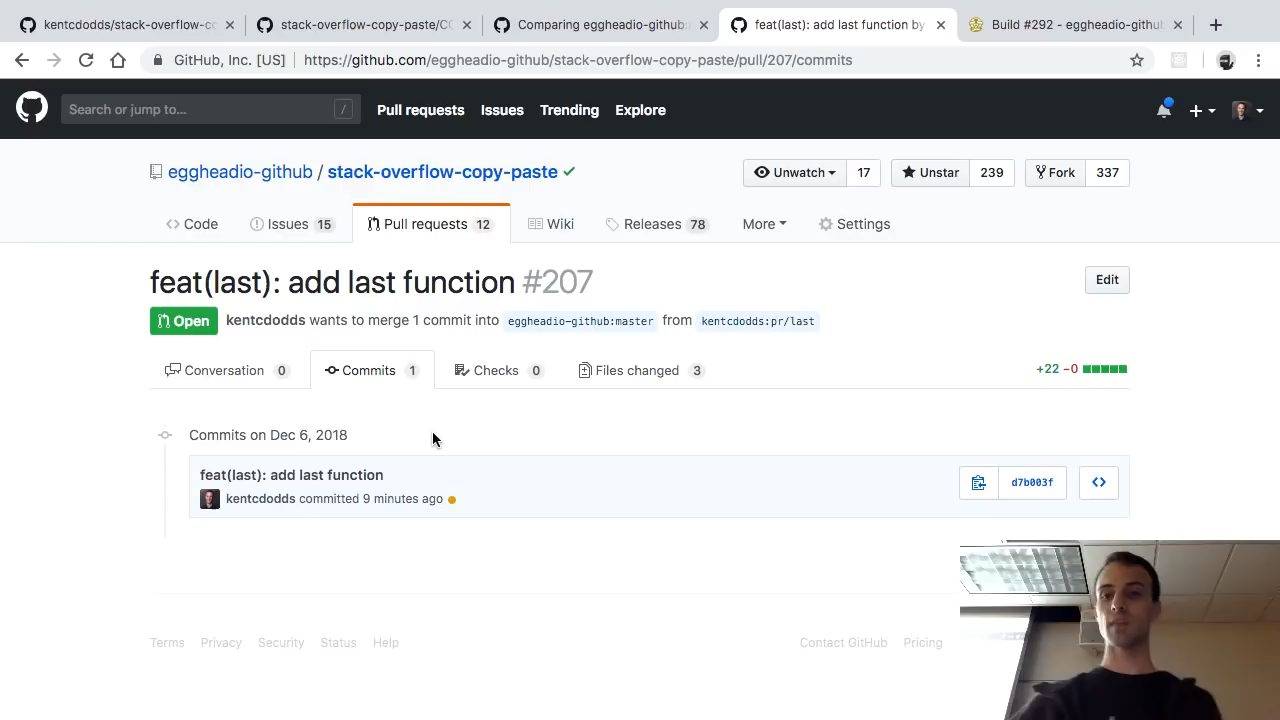 kentcdodds/stack-overflow-co
stack-overflow-copy-paste/CO
Comparing eggheadio-github:
feat(last): add last function by
Build #292 - eggheadio-github
GitHub, Inc. [US] https://github.com/eggheadio-github/stack-overflow-copy-paste/pull/207/commits
Search or jump to... /
Pull requests Issues Trending Explore
eggheadio-github / stack-overflow-copy-paste
Unwatch 17 Unstar 239 Fork 337
Code Issues 15 Pull requests 12 Wiki Releases 78 More Settings
feat(last): add last function #207
Edit
Open kentcdodds wants to merge 1 commit into eggheadio-github:master from kentcdodds:pr/last
Conversation 0 Commits 1 Checks 0 Files changed 3
+22 −0
Commits on Dec 6, 2018
feat(last): add last function
kentcdodds committed 9 minutes ago
d7b003f
Terms Privacy Security Status Help
Contact GitHub Pricing